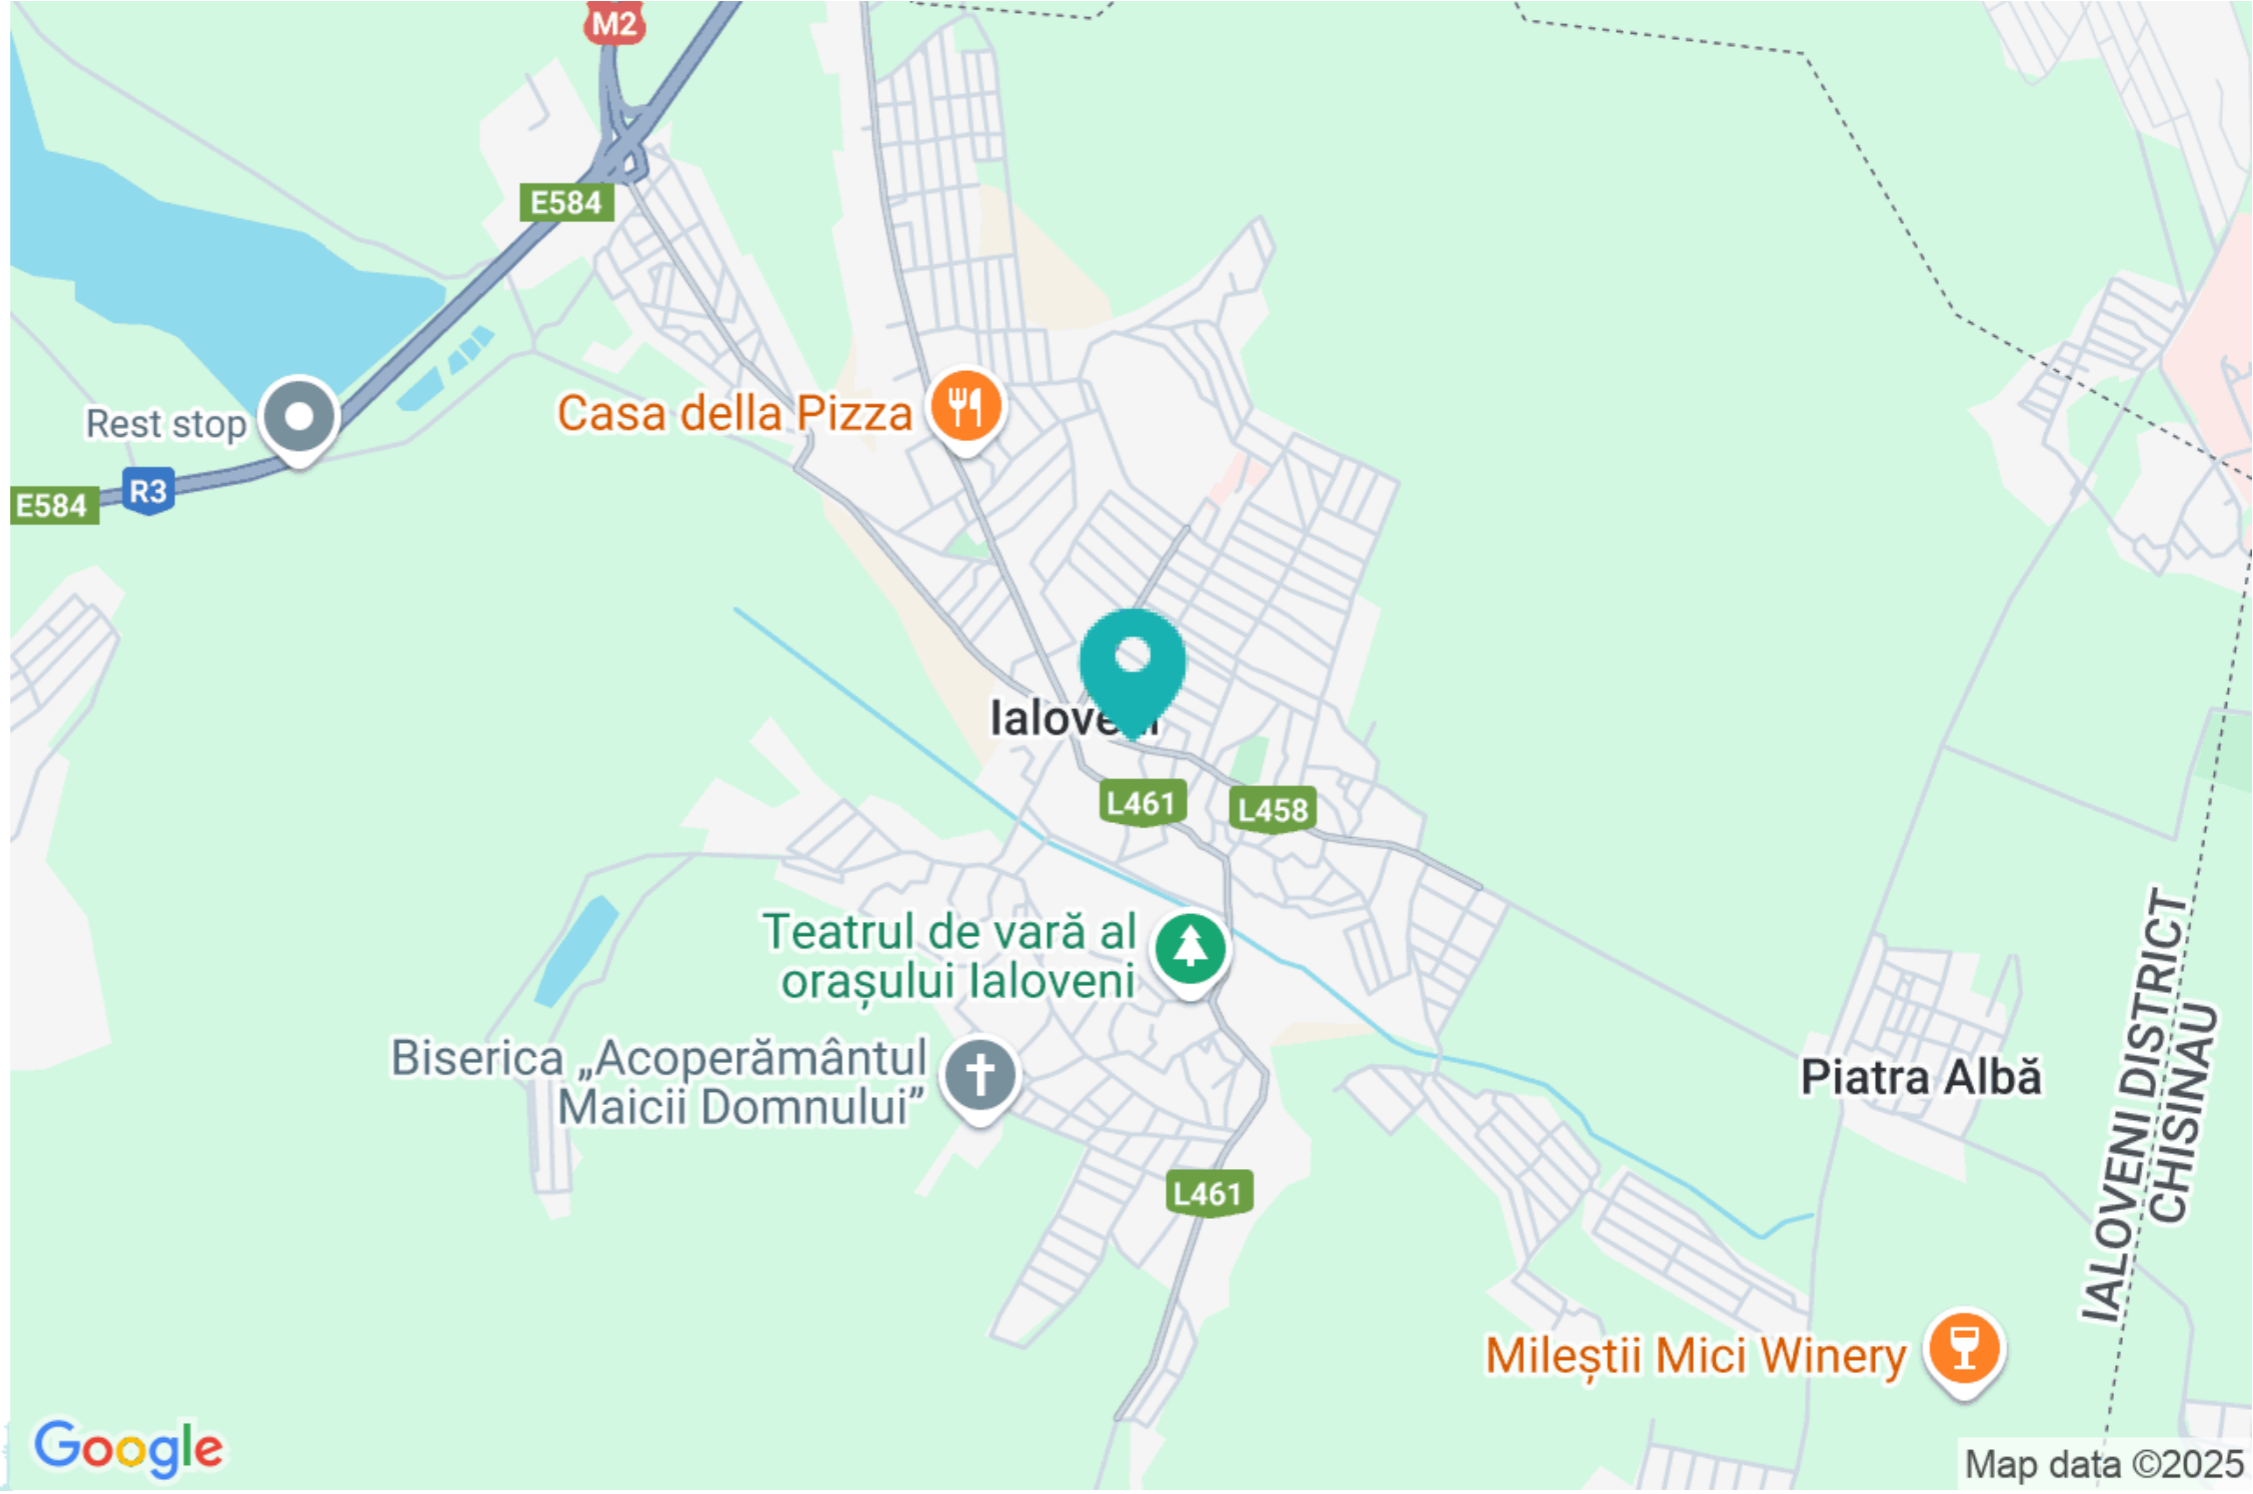 M2
E584
Casa della Pizza
Rest stop
R3
E584
Ialoveni
L461
L458
Teatrul de vară al
orașului Ialoveni
Biserica „Acoperământul
Maicii Domnului”
Piatra Albă
IALOVENI DISTRICT
CHISINAU
L461
Mileștii Mici Winery
Google
Map data ©2025